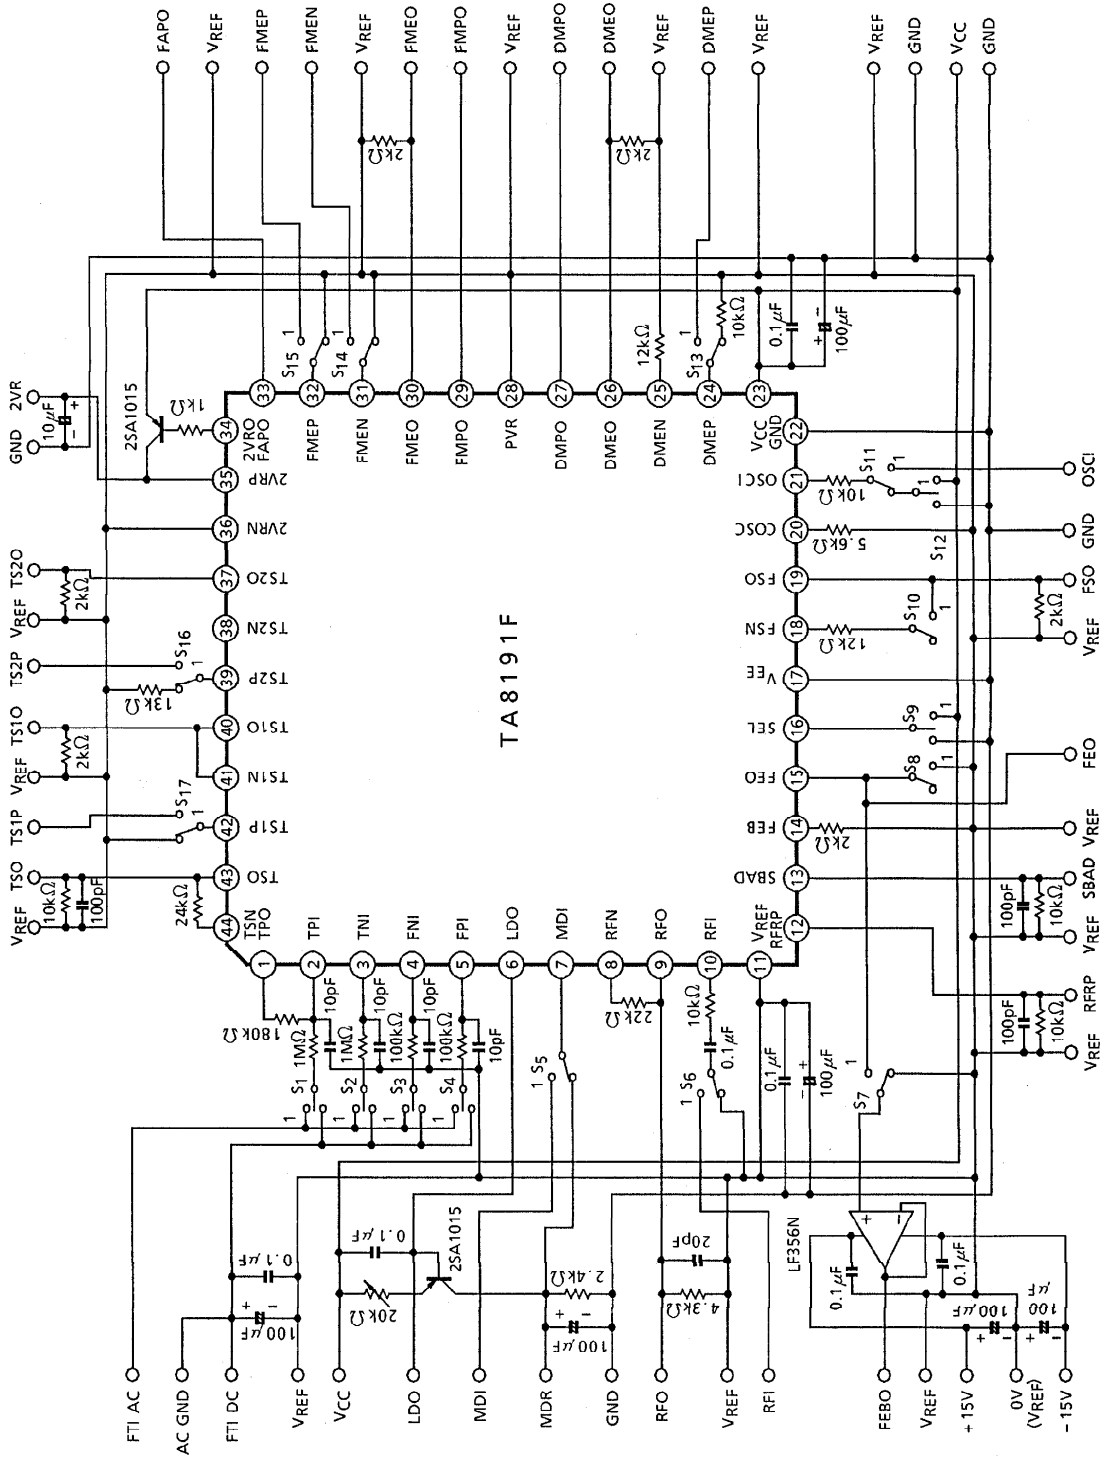 FAPO
VREF
FMEP
FMEN
VREF
FMEO
FMPO
VREF
DMPO
DMEO
VREF
DMEP
VREF
VREF
GND
VCC
GND
2kΩ
2kΩ
GND
2VR
10μF
+
-
2SA1015
1kΩ
S15
1
S14
1
12kΩ
S13
1
10kΩ
0.1μF
+
-
100μF
34
33
32
31
30
29
28
27
26
25
24
23
2VRO
FAPO
FMEP
FMEN
FMEO
FMPO
PVR
DMPO
DMEO
DMEN
DMEP
VCC
GND
35
2VRP
36
2VRN
TS2O
2kΩ
VREF
37
TS2O
38
TS2N
TS2P
S16
1
13kΩ
39
TS2P
TS1O
2kΩ
VREF
40
TS1O
41
TS1N
TS1P
S17
1
42
TS1P
TSO
10kΩ
100pF
VREF
24kΩ
43
TSO
44
TSN
TPO
TA8191F
22
21
OSCI
10kΩ
S11
1
1
OSCI
20
COSC
5.6kΩ
S12
GND
19
FSO
S10
1
FSO
18
FSN
12kΩ
2kΩ
VREF
17
VEE
16
SEL
S9
1
15
FEO
S8
1
FEO
14
FEB
2kΩ
VREF
13
SBAD
100pF
10kΩ
SBAD
VREF
12
VREF
RFRP
100pF
10kΩ
RFRP
VREF
TPI
TNI
FNI
FPI
LDO
MDI
RFN
RFO
RFI
1
2
3
4
5
6
7
8
9
10
11
180kΩ
1MΩ
10pF
1MΩ
10pF
100kΩ
10pF
100kΩ
10pF
22kΩ
10kΩ
0.1μF
0.1μF
-
+
100μF
S1
1
S2
1
S3
1
S4
1
1
S5
1
S6
S7
1
0.1μF
+
-
100μF
0.1μF
20kΩ
2SA1015
2.4kΩ
+
-
100μF
20pF
4.3kΩ
LF356N
+
-
0.1μF
0.1μF
100μF
+
-
100
μF
+
-
FTI AC
AC GND
FTI DC
VREF
VCC
LDO
MDI
MDR
GND
RFO
VREF
RFI
FEBO
VREF
+15V
0V
(VREF)
-15V